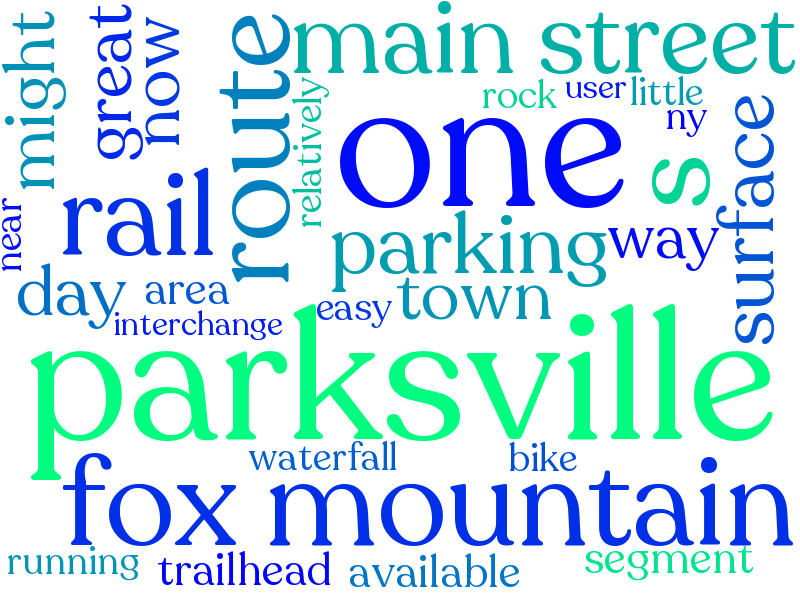 might
great
now
route
main street
relatively
rock
user
little
ny
one
s
surface
near
rail
parking
way
day
area
interchange
easy
town
parksville
waterfall
bike
fox mountain
running
trailhead
available
segment